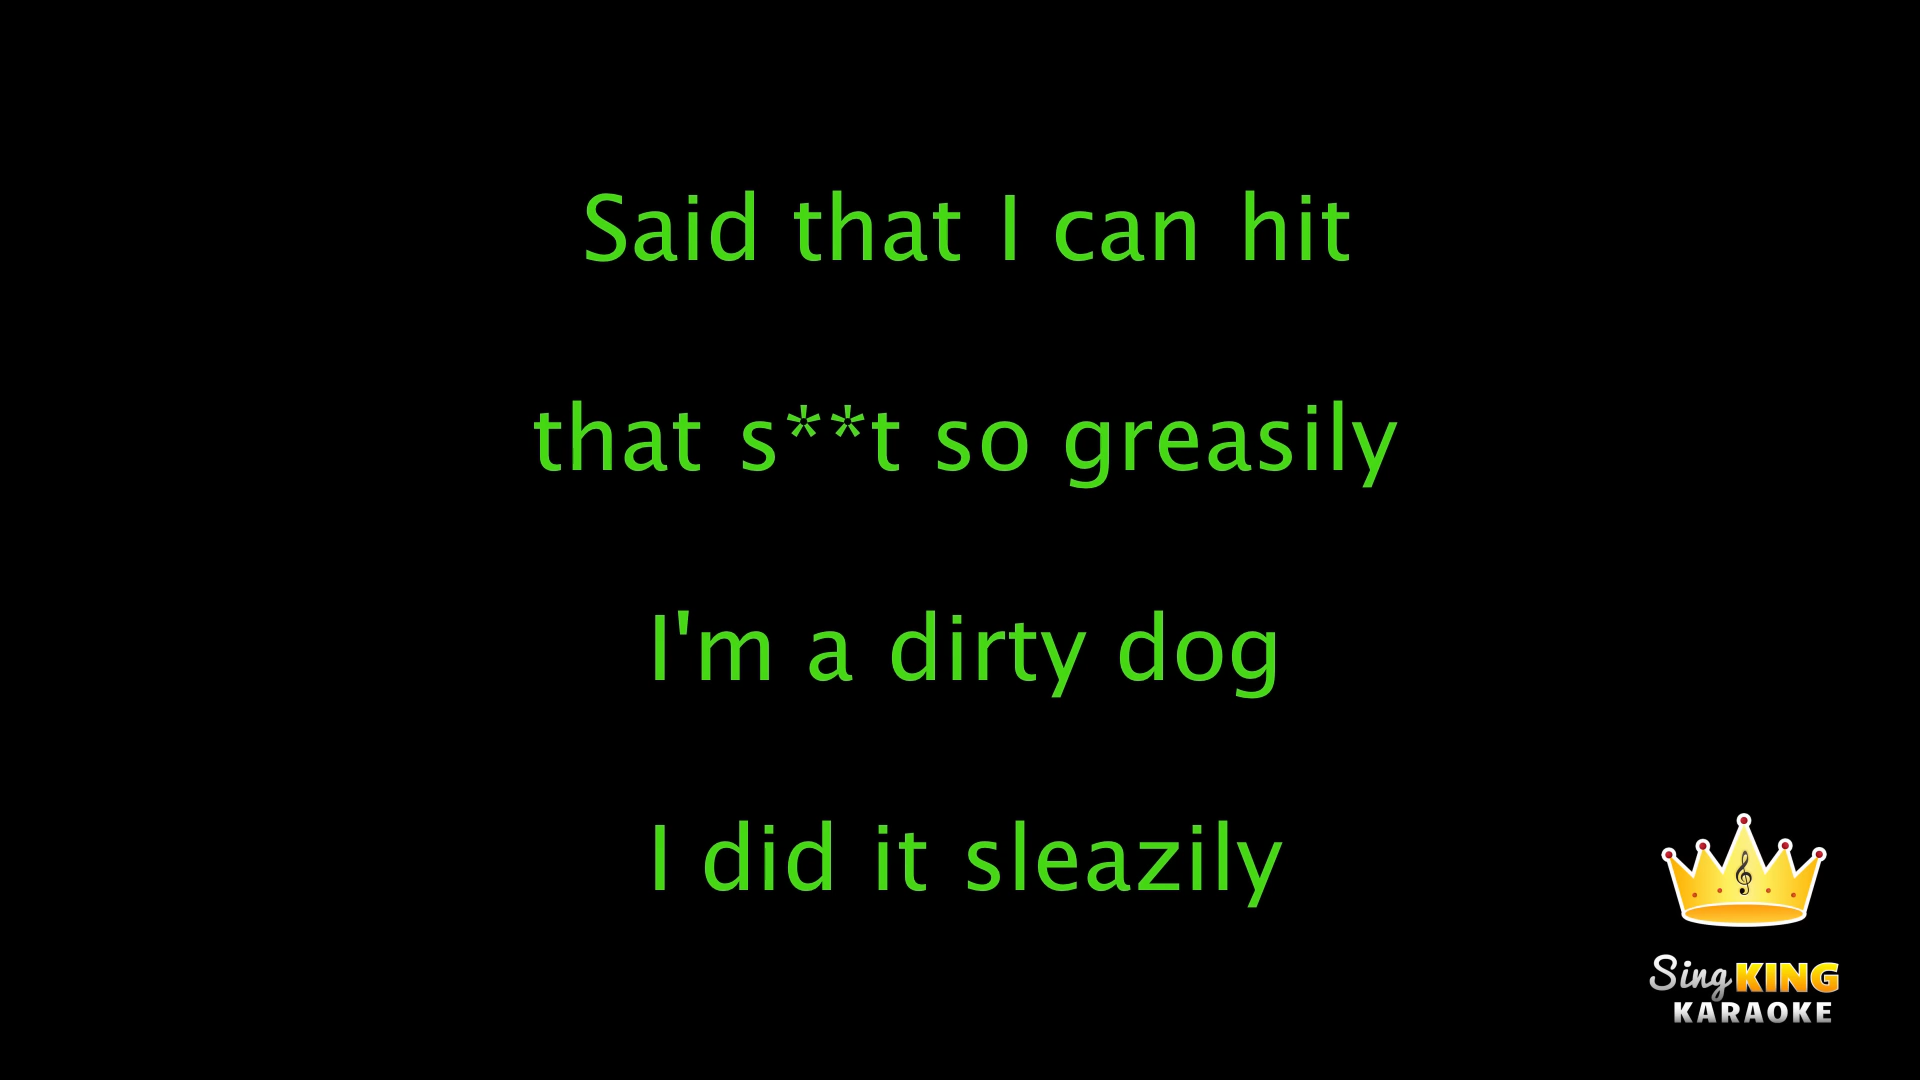 Said that I can hit
that s**t so greasily
I'm a dirty dog
I did it sleazily
Sing KING
KARAOKE